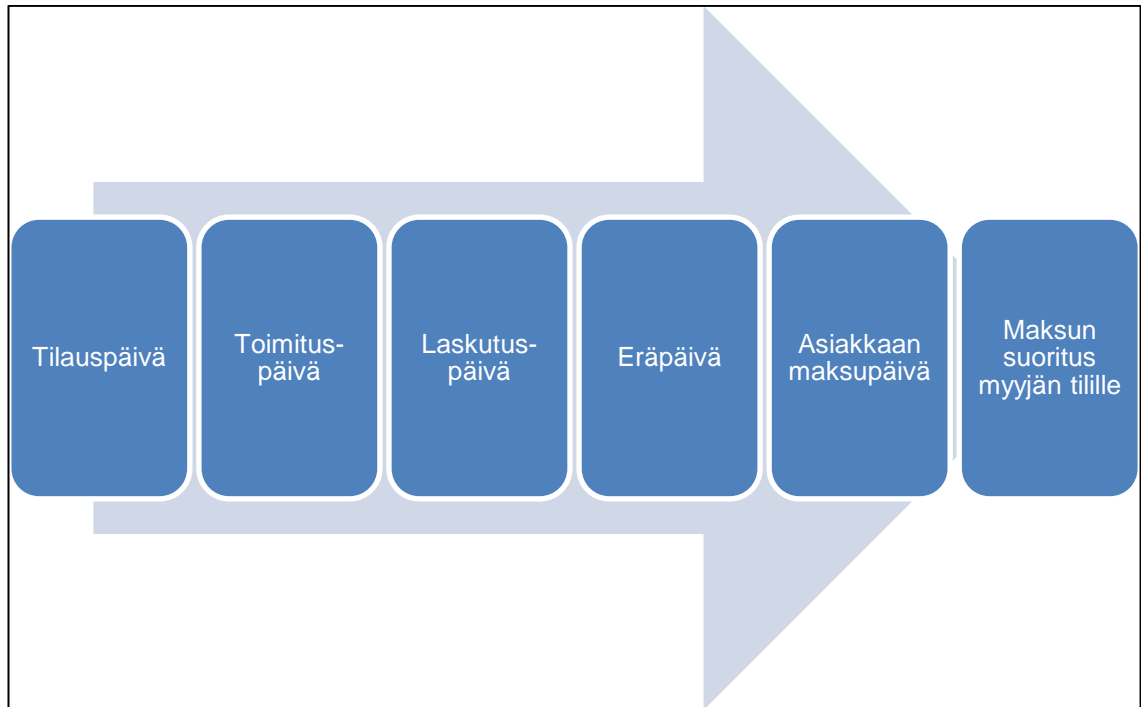 Tilauspäivä
Toimitus-
päivä
Laskutus-
päivä
Eräpäivä
Asiakkaan
maksupäivä
Maksun
suoritus
myyjän tilille